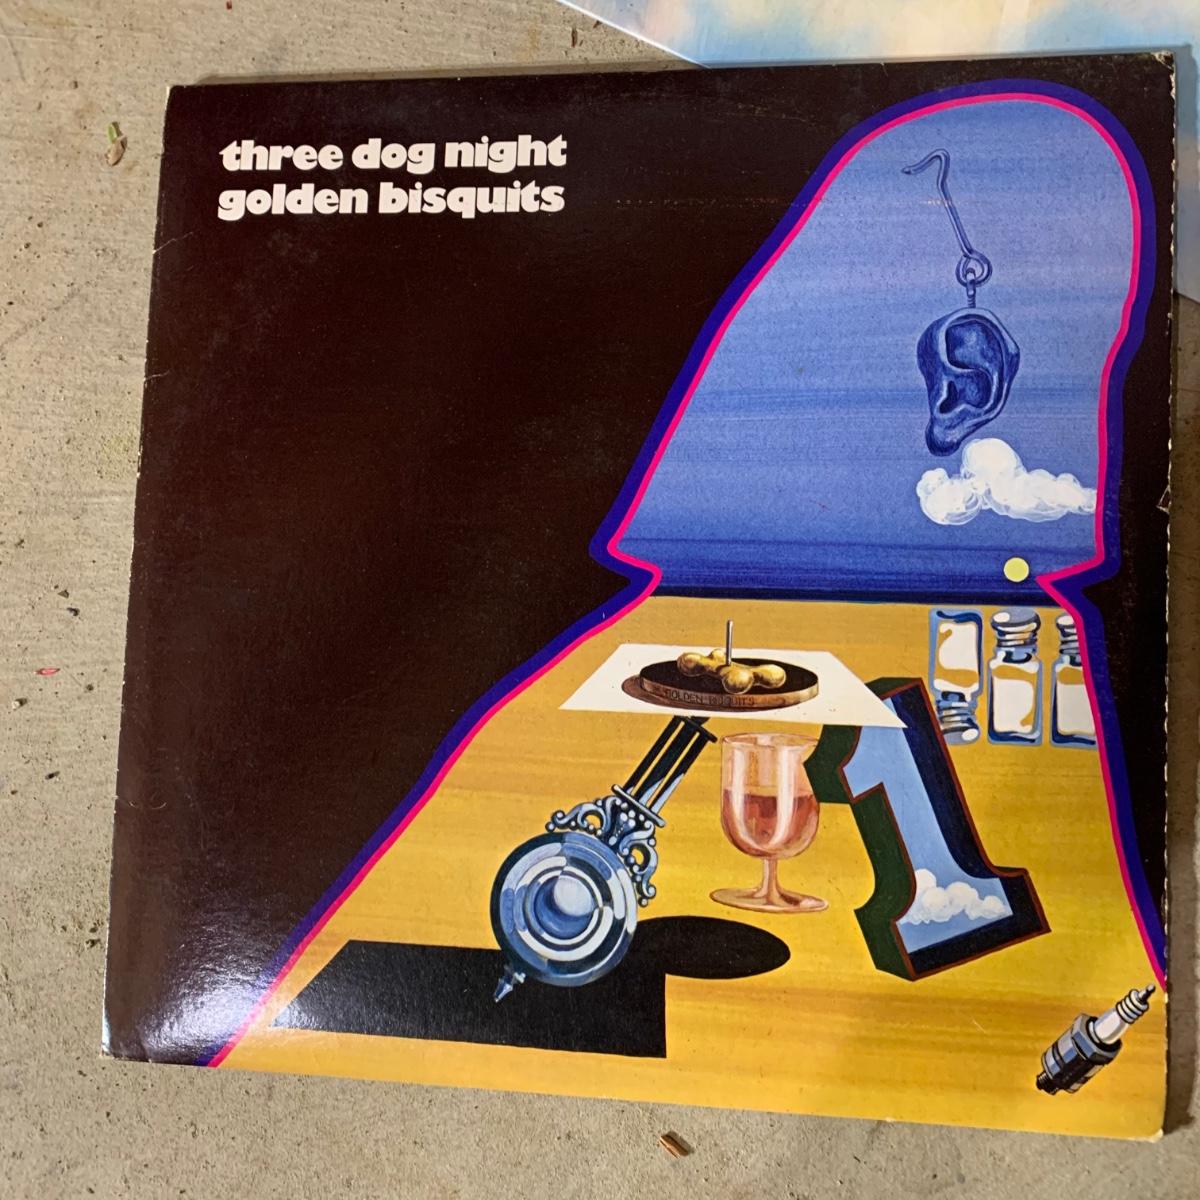 three dog night
golden bisquits
GOLDEN BISQUITS